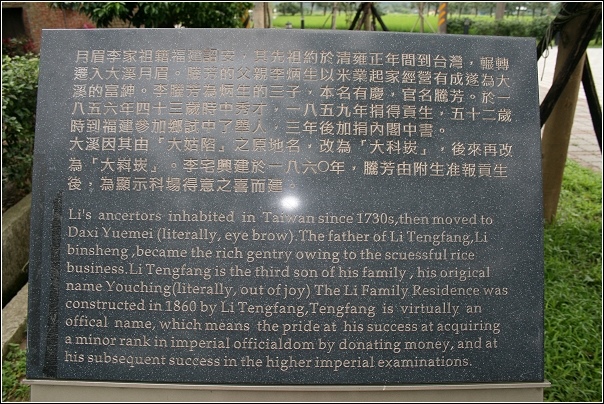 月眉李家祖籍福建詔安,其先祖約於清雍正年間到台灣,輾轉
遷入大溪月眉。騰芳的父親李炳生以米業起家經營有成遂為大
溪的富紳。李騰芳為炳生的三子,本名有慶,官名騰芳。於一
八五六年四十三歲時中秀才,一八五九年捐得貢生,五十二歲
時到福建參加鄉試中了舉人,三年後加捐內閣中書。
大溪因其由「大姑陷」之原地名,改為「大科崁」,後來再改
為「大嵙崁」。李宅興建於一八六〇年,騰芳由附生准報貢生
後,為顯示科場得意之喜而建。
Li's ancertors inhabited in Taiwan since 1730s,then moved to
Daxi Yuemei (literally, eye brow).The father of Li Tengfang,Li
binsheng ,became the rich gentry owing to the scuessful rice
business.Li Tengfang is the third son of his family , his origical
name Youching(literally, out of joy) The Li Family Residence was
constructed in 1860 by Li Tengfang,Tengfang is virtually an
offical name, which means the pride at his success at acquiring
a minor rank in imperial officialdom by donating money, and at
his subsequent success in the higher imperial examinations.